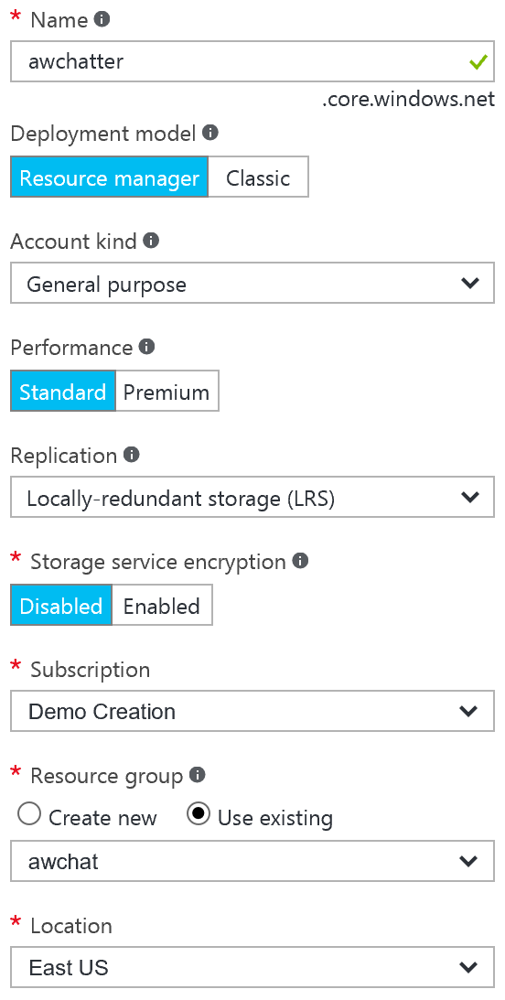 * Name
awchatter
.core.windows.net
Deployment model
Resource manager Classic
Account kind
General purpose
Performance
Standard Premium
Replication
Locally-redundant storage (LRS)
* Storage service encryption
Disabled Enabled
* Subscription
Demo Creation
* Resource group
Create new Use existing
awchat
* Location
East US